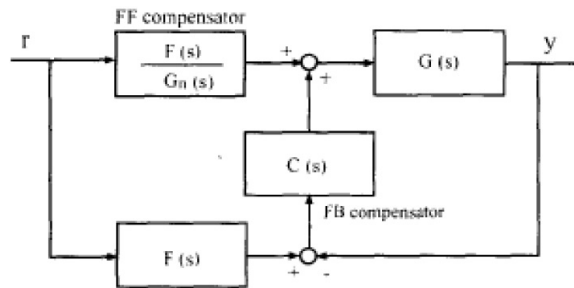 FF compensator
r
F (s)
Gn (s)
+
+
G (s)
y
C (s)
FB compensator
F (s)
+
-